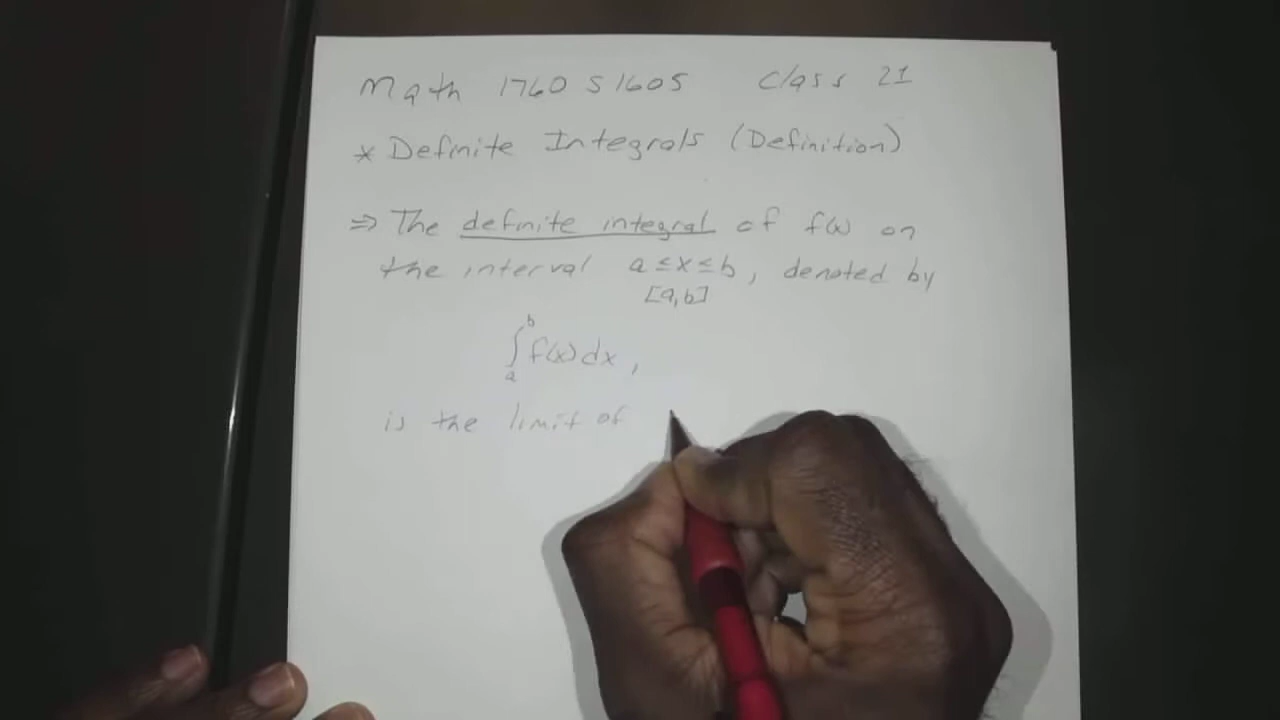 Math 1760 S1605 Class 21
* Definite Integrals (Definition)
⇒ The definite integral of f(x) on
the interval a ≤ x ≤ b, denoted by
[a,b]
∫_a^b f(x) dx,
is the limit of